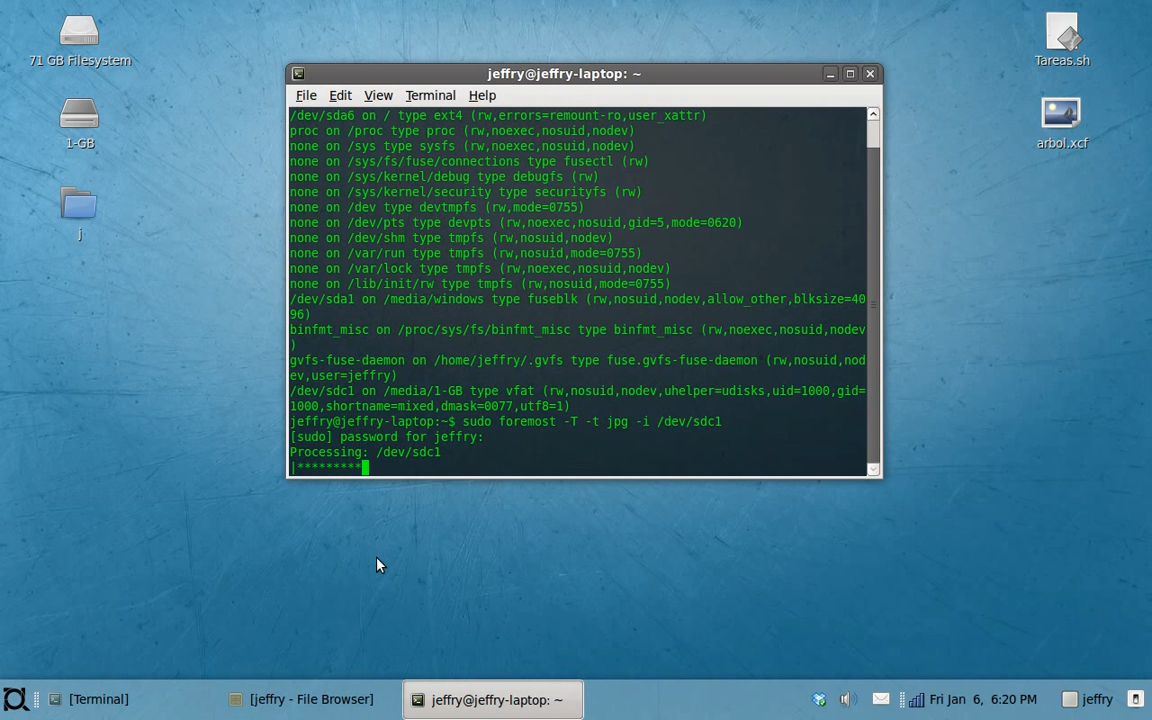 71 GB Filesystem
1-GB
j
Tareas.sh
arbol.xcf
jeffry@jeffry-laptop: ~
File Edit View Terminal Help
/dev/sda6 on / type ext4 (rw,errors=remount-ro,user_xattr)
proc on /proc type proc (rw,noexec,nosuid,nodev)
none on /sys type sysfs (rw,noexec,nosuid,nodev)
none on /sys/fs/fuse/connections type fusectl (rw)
none on /sys/kernel/debug type debugfs (rw)
none on /sys/kernel/security type securityfs (rw)
none on /dev type devtmpfs (rw,mode=0755)
none on /dev/pts type devpts (rw,noexec,nosuid,gid=5,mode=0620)
none on /dev/shm type tmpfs (rw,nosuid,nodev)
none on /var/run type tmpfs (rw,nosuid,mode=0755)
none on /var/lock type tmpfs (rw,noexec,nosuid,nodev)
none on /lib/init/rw type tmpfs (rw,nosuid,mode=0755)
/dev/sda1 on /media/windows type fuseblk (rw,nosuid,nodev,allow_other,blksize=40
96)
binfmt_misc on /proc/sys/fs/binfmt_misc type binfmt_misc (rw,noexec,nosuid,nodev
)
gvfs-fuse-daemon on /home/jeffry/.gvfs type fuse.gvfs-fuse-daemon (rw,nosuid,nod
ev,user=jeffry)
/dev/sdc1 on /media/1-GB type vfat (rw,nosuid,nodev,uhelper=udisks,uid=1000,gid=
1000,shortname=mixed,dmask=0077,utf8=1)
jeffry@jeffry-laptop:~$ sudo foremost -T -t jpg -i /dev/sdc1
[sudo] password for jeffry:
Processing: /dev/sdc1
|*********
[Terminal] [jeffry - File Browser] jeffry@jeffry-laptop: ~ Fri Jan 6, 6:20 PM jeffry